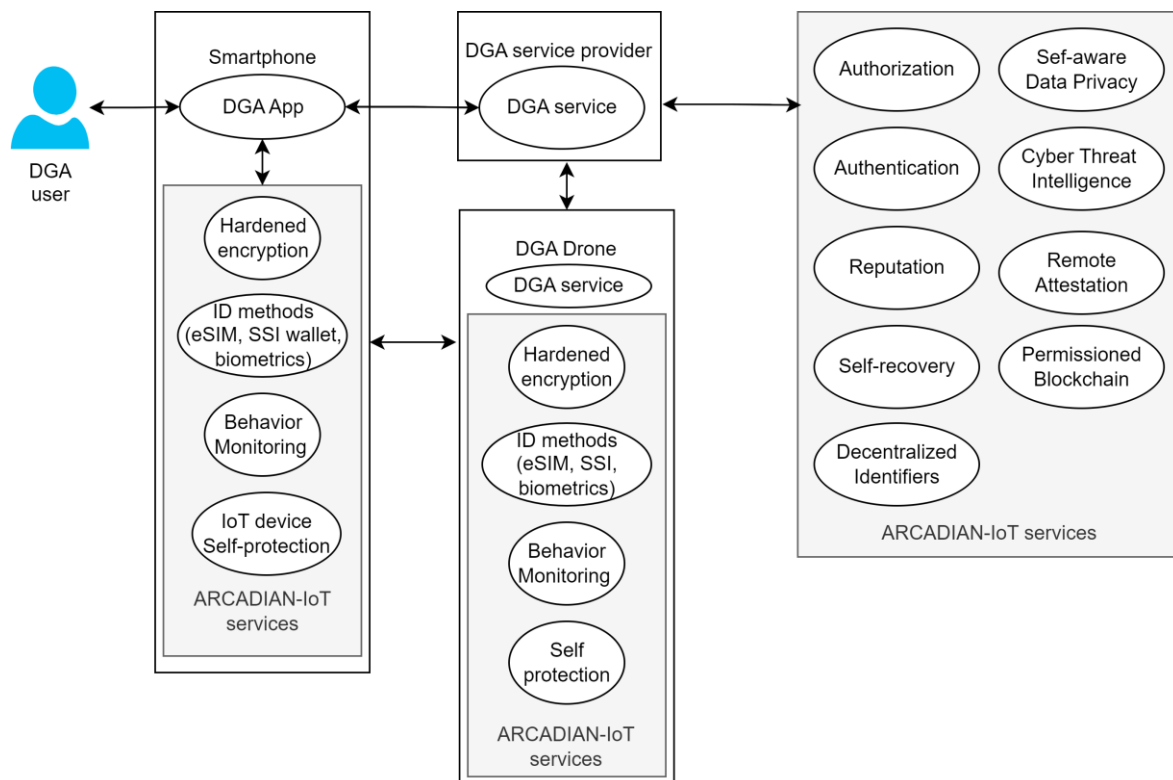 DGA
user
Smartphone
DGA App
Hardened
encryption
ID methods
(eSIM, SSI wallet,
biometrics)
Behavior
Monitoring
IoT device
Self-protection
ARCADIAN-IoT
services
DGA service provider
DGA service
DGA Drone
DGA service
Hardened
encryption
ID methods
(eSIM, SSI,
biometrics)
Behavior
Monitoring
Self
protection
ARCADIAN-IoT
services
Authorization
Sef-aware
Data Privacy
Authentication
Cyber Threat
Intelligence
Reputation
Remote
Attestation
Self-recovery
Permissioned
Blockchain
Decentralized
Identifiers
ARCADIAN-IoT services